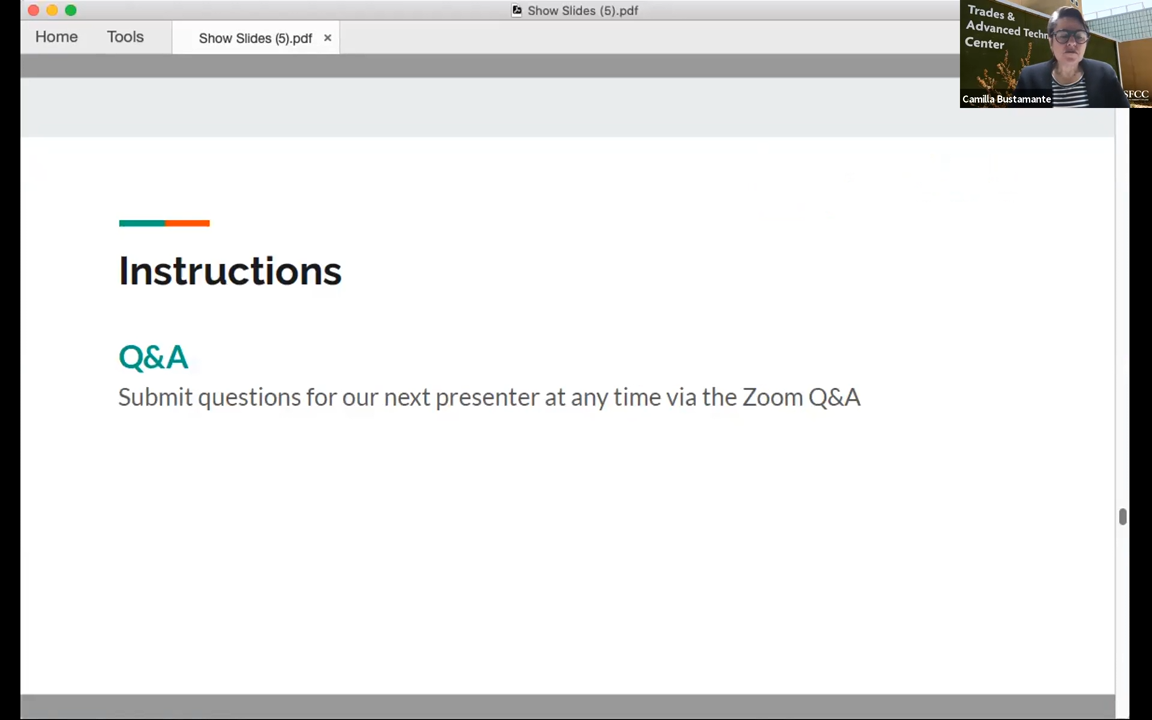 Show Slides (5).pdf
Home
Tools
Show Slides (5).pdf ×
Trades &
Advanced Techn
Center
SFCC
Camilla Bustamante
Instructions
Q&A
Submit questions for our next presenter at any time via the Zoom Q&A